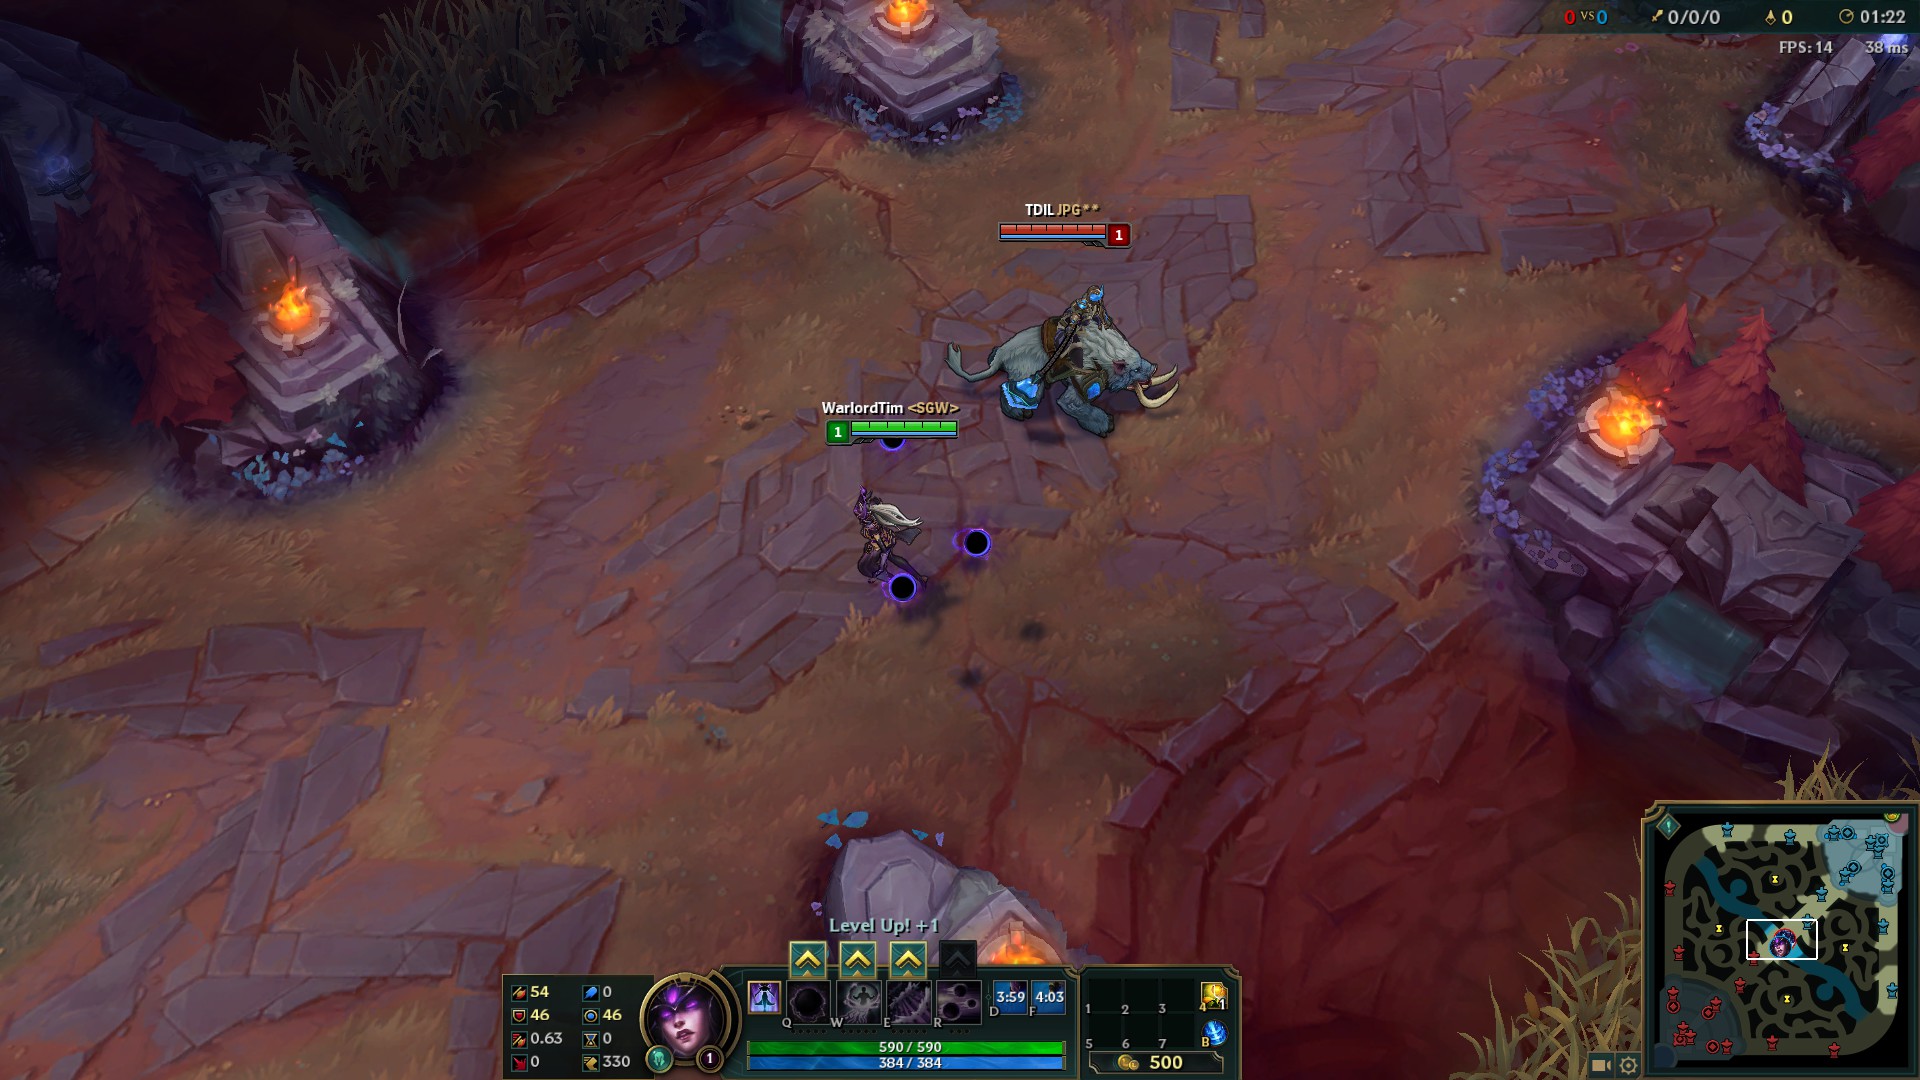 0 VS 0 0/0/0 0 01:22
FPS: 14 38 ms
TDIL JPG**
1
WarlordTim <SGW>
1
Level Up! +1
54 0
46 46
0.63 0
0 330
1
Q W E R
3:59 D
4:03 F
590 / 590
384 / 384
1 2 3 4 1
5 6 7 B
500